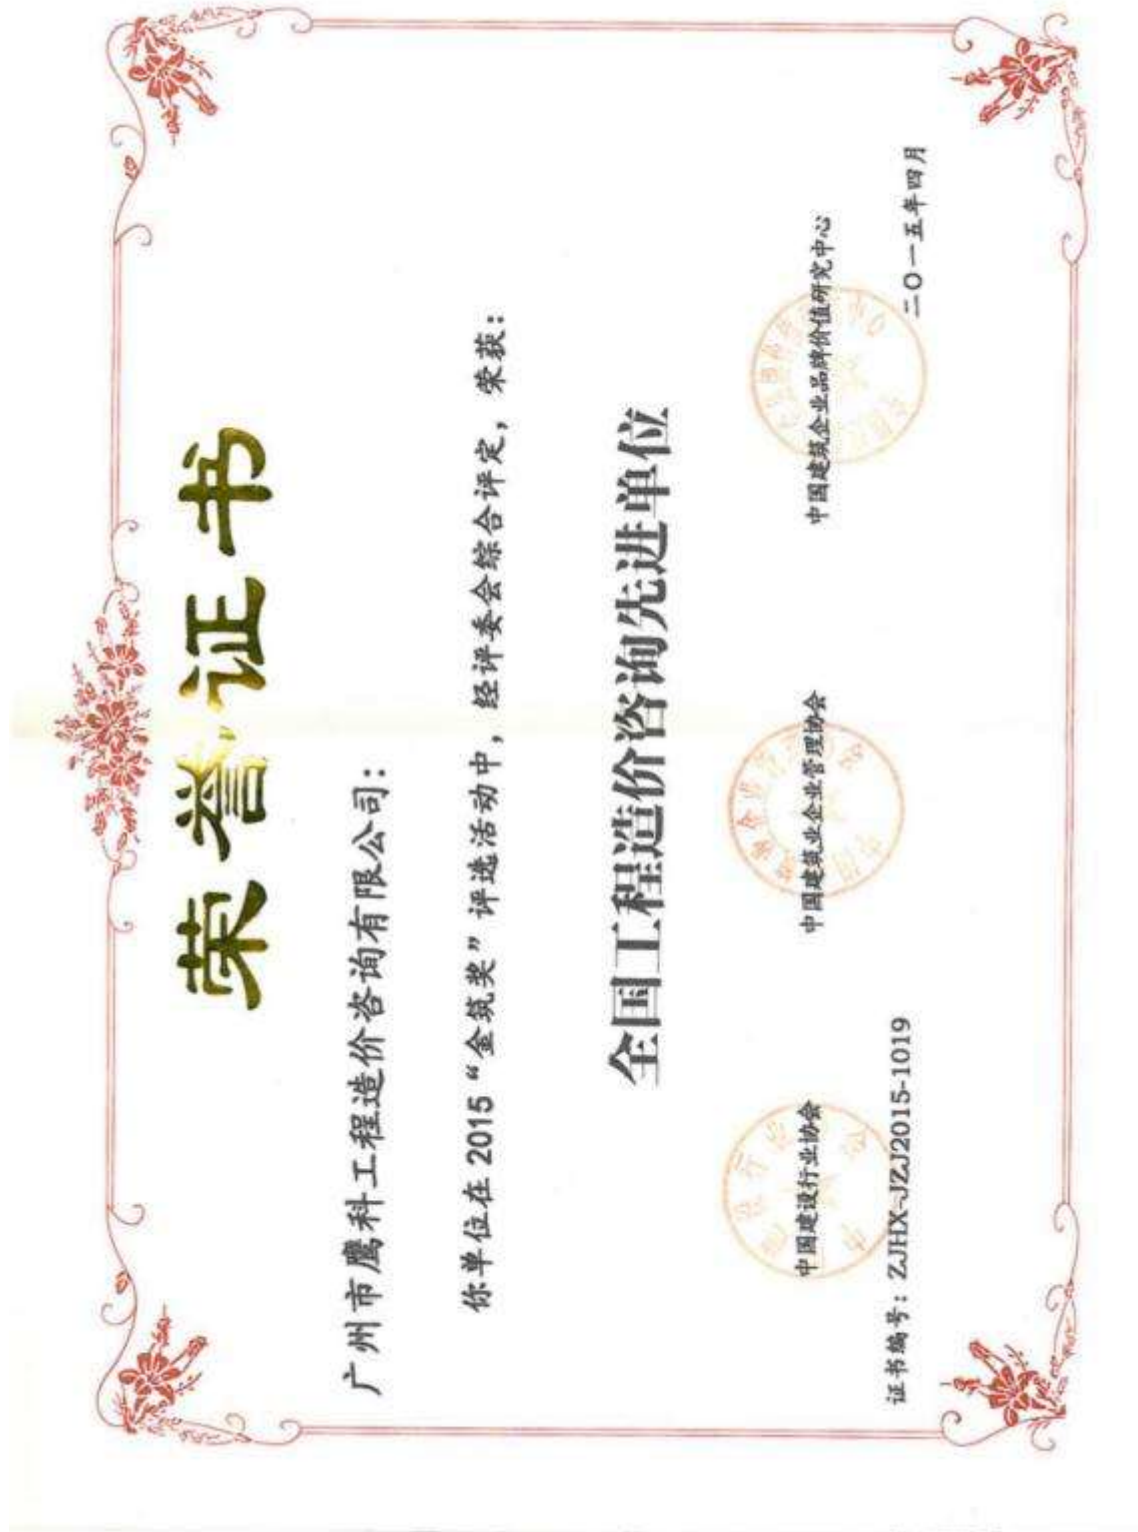 荣誉证书
广州市鹰科工程造价咨询有限公司：
你单位在2015“金筑奖”评选活动中，经评委会综合评定，荣获：
全国工程造价咨询先进单位
中国建设行业协会
中国建筑业企业管理协会
中国建筑企业品牌价值研究中心
证书编号：ZJHX-JZJ2015-1019
二〇一五年四月